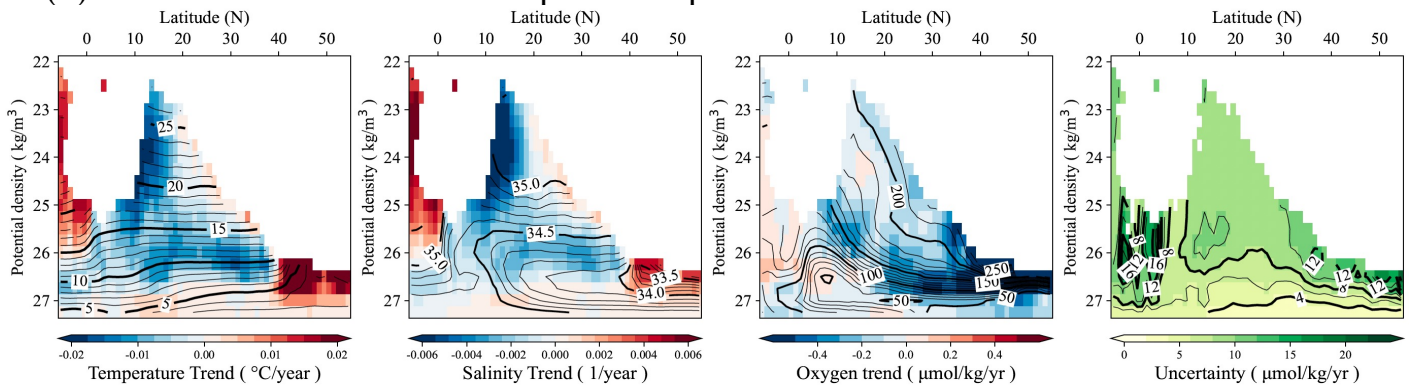 Latitude (N)
0 10 20 30 40 50
Potential density ( kg/m³ )
22
23
24
25
26
27
25
20
15
10
5
5
-0.02 -0.01 0.00 0.01 0.02
Temperature Trend ( °C/year )
Latitude (N)
0 10 20 30 40 50
Potential density ( kg/m³ )
22
23
24
25
26
27
35.0
34.5
35.0
33.5
34.0
-0.006 -0.004 -0.002 0.000 0.002 0.004 0.006
Salinity Trend ( 1/year )
Latitude (N)
0 10 20 30 40 50
Potential density ( kg/m³ )
22
23
24
25
26
27
200
100
250
150
50
50
-0.4 -0.2 0.0 0.2 0.4
Oxygen trend ( μmol/kg/yr )
Latitude (N)
0 10 20 30 40 50
Potential density ( kg/m³ )
22
23
24
25
26
27
8
12
16
16
8
12
12
12
8
12
4
0 5 10 15 20
Uncertainty ( μmol/kg/yr )